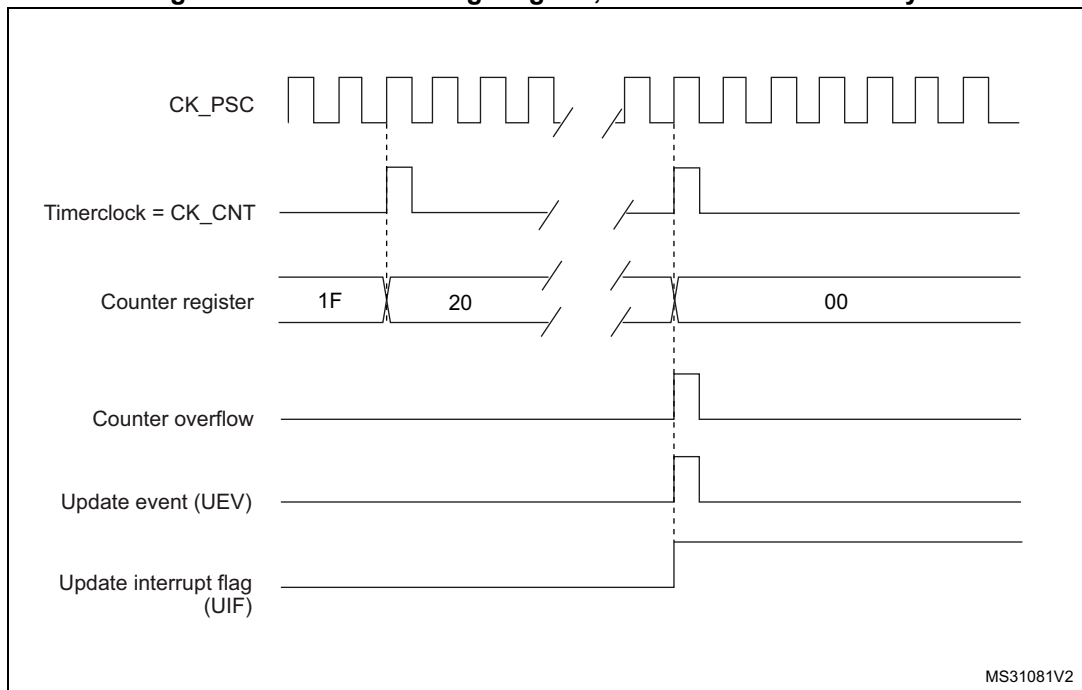 CK_PSC
Timerclock = CK_CNT
Counter register
1F
20
00
Counter overflow
Update event (UEV)
Update interrupt flag
(UIF)
MS31081V2